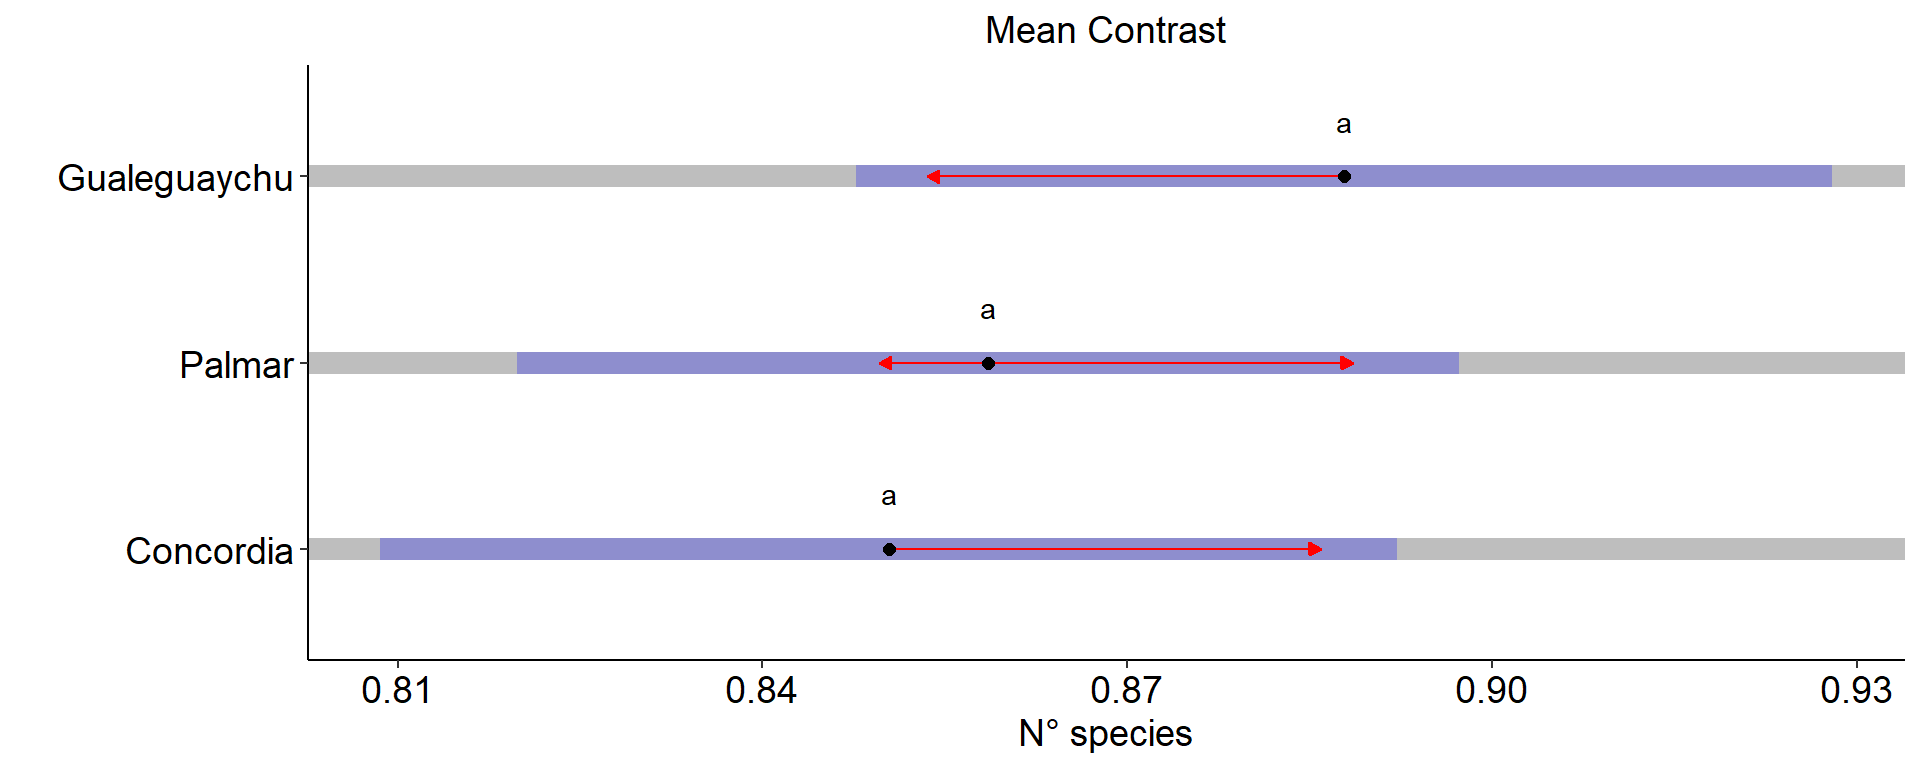 Mean Contrast
a
Gualeguaychu
a
Palmar
a
Concordia
0.81 0.84 0.87 0.90 0.93
N° species